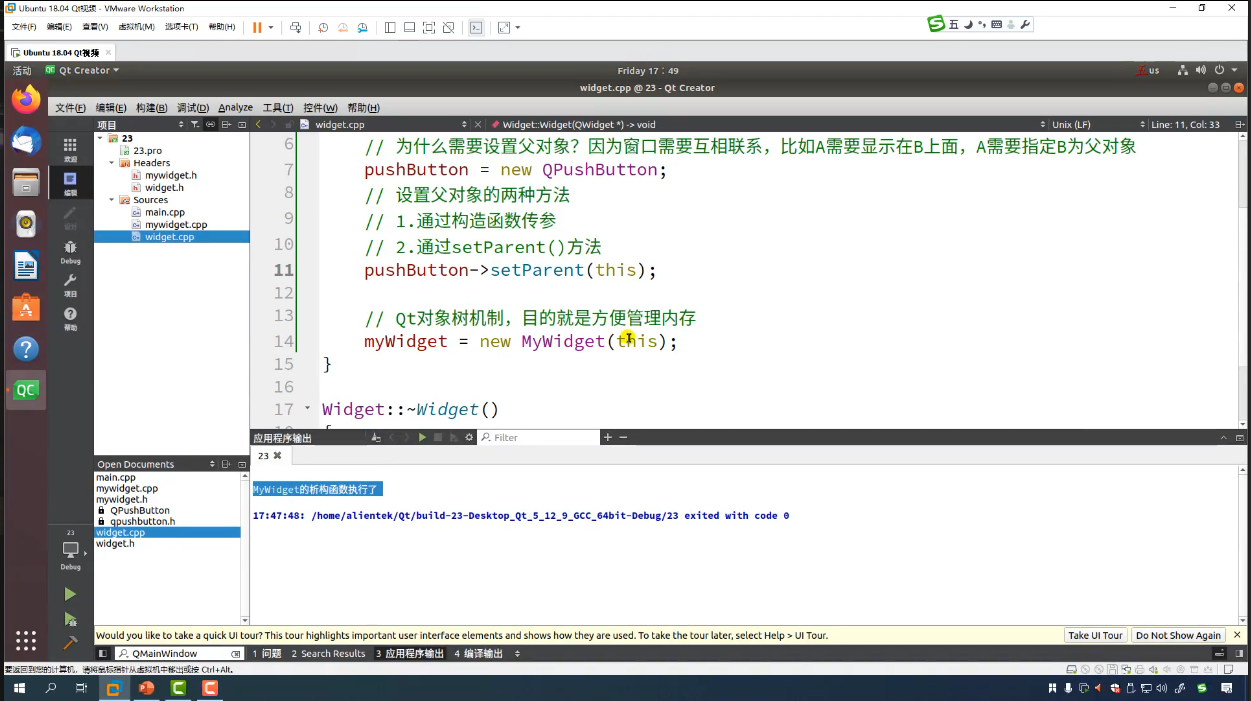 Ubuntu 18.04 Qt视频 - VMware Workstation
文件(F) 编辑(E) 查看(V) 虚拟机(M) 选项卡(T) 帮助(H)
五
Ubuntu 18.04 Qt视频
活动 Qt Creator Friday 17：49 us
widget.cpp @ 23 - Qt Creator
文件(F) 编辑(E) 构建(B) 调试(D) Analyze 工具(T) 控件(W) 帮助(H)
项目 widget.cpp Widget::Widget(QWidget *) -> void Unix (LF) Line: 11, Col: 33
欢迎
编辑
设计
Debug
项目
帮助
23
23.pro
Headers
mywidget.h
widget.h
Sources
main.cpp
mywidget.cpp
widget.cpp
6 // 为什么需要设置父对象？因为窗口需要互相联系，比如A需要显示在B上面，A需要指定B为父对象
7 pushButton = new QPushButton;
8 // 设置父对象的两种方法
9 // 1.通过构造函数传参
10 // 2.通过setParent()方法
11 pushButton->setParent(this);
12
13 // Qt对象树机制，目的就是方便管理内存
14 myWidget = new MyWidget(this);
15 }
16
17 Widget::~Widget()
应用程序输出 Filter
23
MyWidget的析构函数执行了
17:47:48: /home/alientek/Qt/build-23-Desktop_Qt_5_12_9_GCC_64bit-Debug/23 exited with code 0
Open Documents
main.cpp
mywidget.cpp
mywidget.h
QPushButton
qpushbutton.h
widget.cpp
widget.h
23
Debug
QC
Would you like to take a quick UI tour? This tour highlights important user interface elements and shows how they are used. To take the tour later, select Help > UI Tour. Take UI Tour Do Not Show Again
QMainWindow 1 问题 2 Search Results 3 应用程序输出 4 编译输出
要返回到您的计算机，请将鼠标指针从虚拟机中移出或按 Ctrl+Alt。